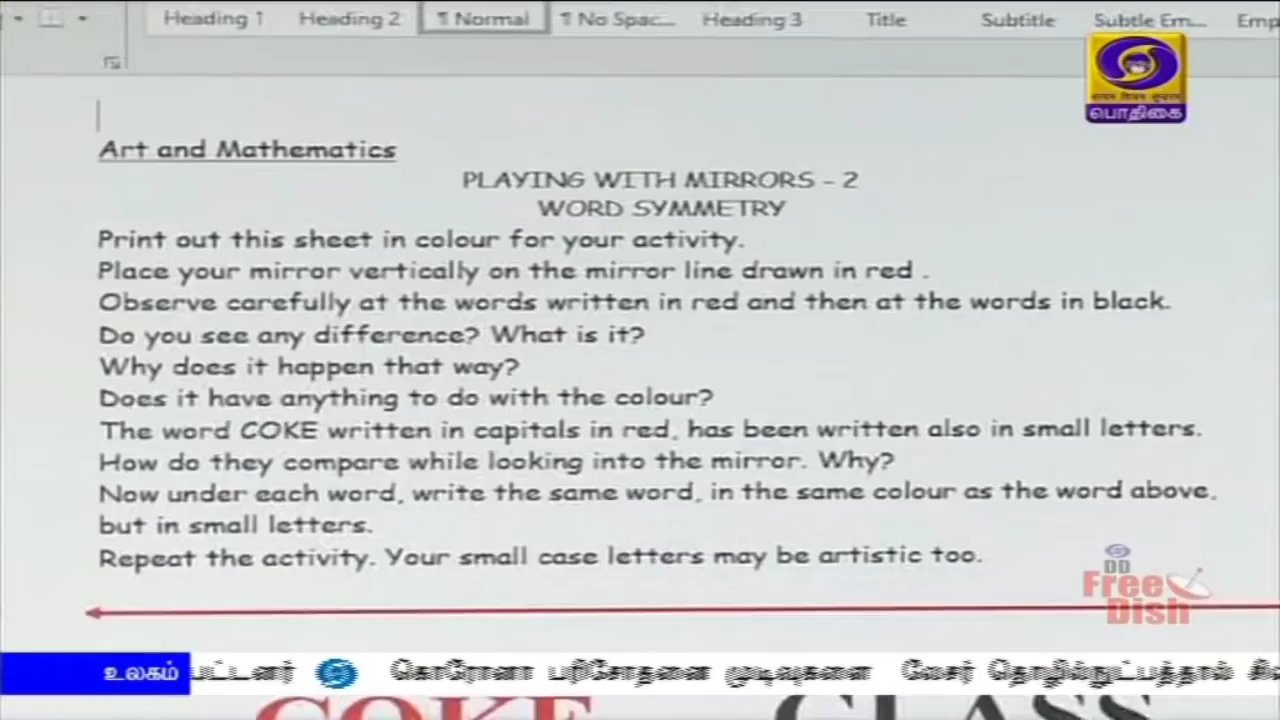 Heading 1 Heading 2 ¶ Normal ¶ No Spac... Heading 3 Title Subtitle Subtle Em... Emp
பொதிகை
Art and Mathematics
PLAYING WITH MIRRORS - 2
WORD SYMMETRY
Print out this sheet in colour for your activity.
Place your mirror vertically on the mirror line drawn in red .
Observe carefully at the words written in red and then at the words in black.
Do you see any difference? What is it?
Why does it happen that way?
Does it have anything to do with the colour?
The word COKE written in capitals in red, has been written also in small letters.
How do they compare while looking into the mirror. Why?
Now under each word, write the same word, in the same colour as the word above,
but in small letters.
Repeat the activity. Your small case letters may be artistic too.
DD
Free
Dish
உலகம் பட்டனர் கொரோனா பரிசோதனை முடிவுகளை லேசர் தொழில்நுட்பத்தால்
COKE GLASS